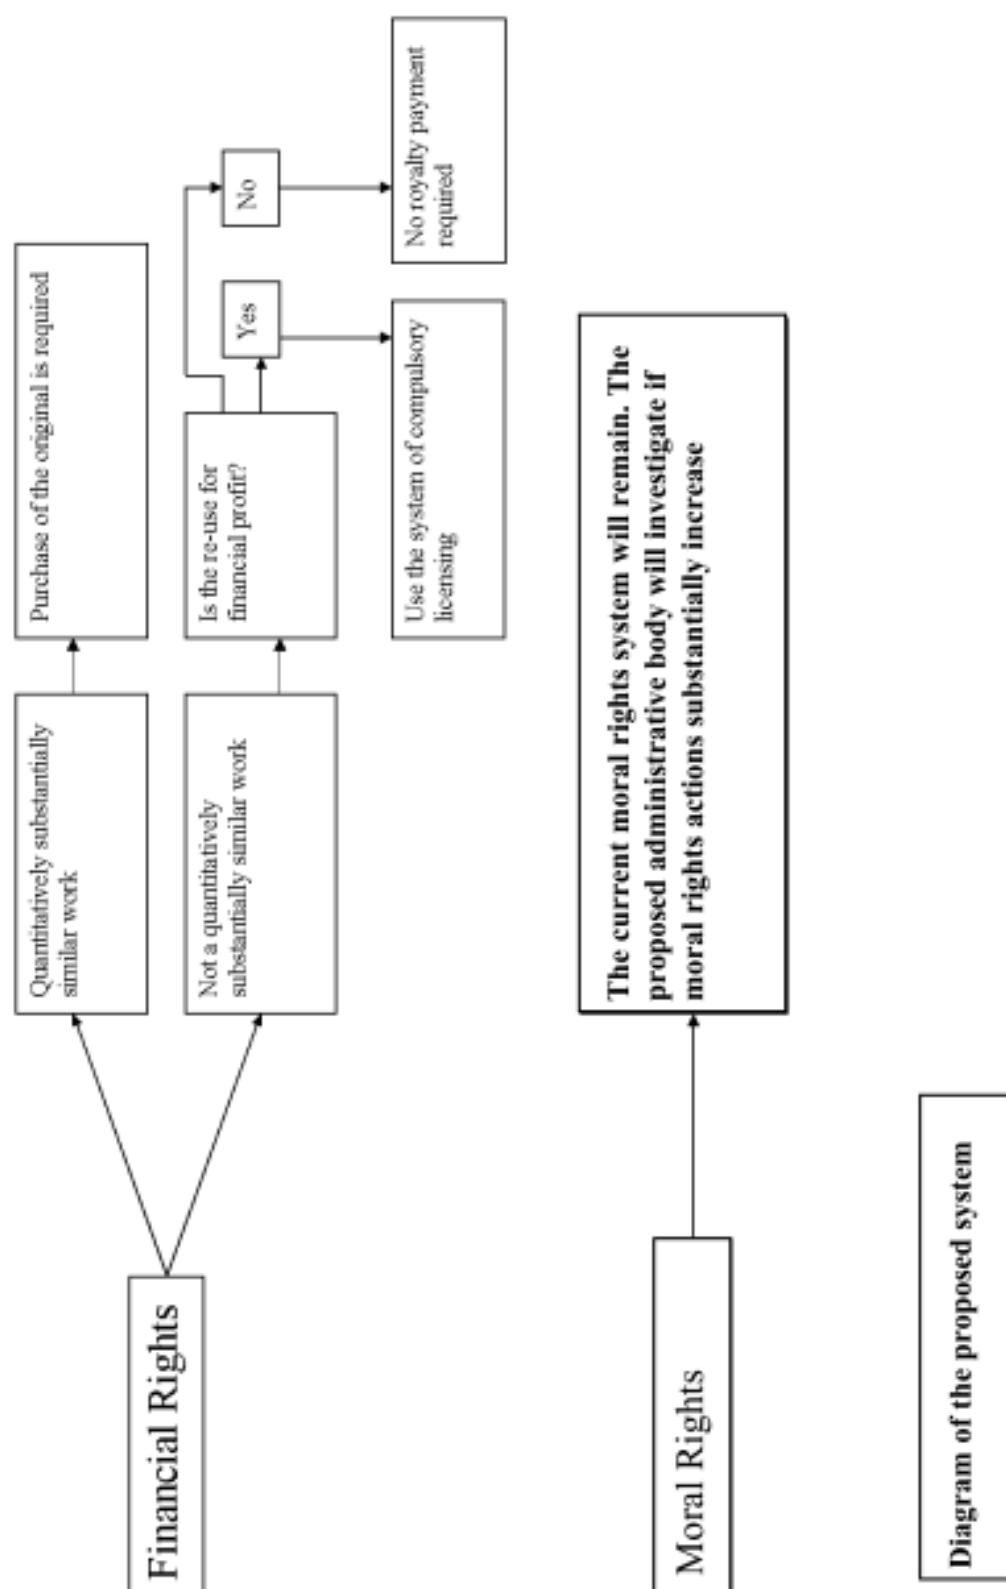 Financial Rights
Quantitatively substantially
similar work
Purchase of the original is required
Not a quantitatively
substantially similar work
Is the re-use for
financial profit?
Yes
No
Use the system of compulsory
licensing
No royalty payment
required
Moral Rights
The current moral rights system will remain. The
proposed administrative body will investigate if
moral rights actions substantially increase
Diagram of the proposed system